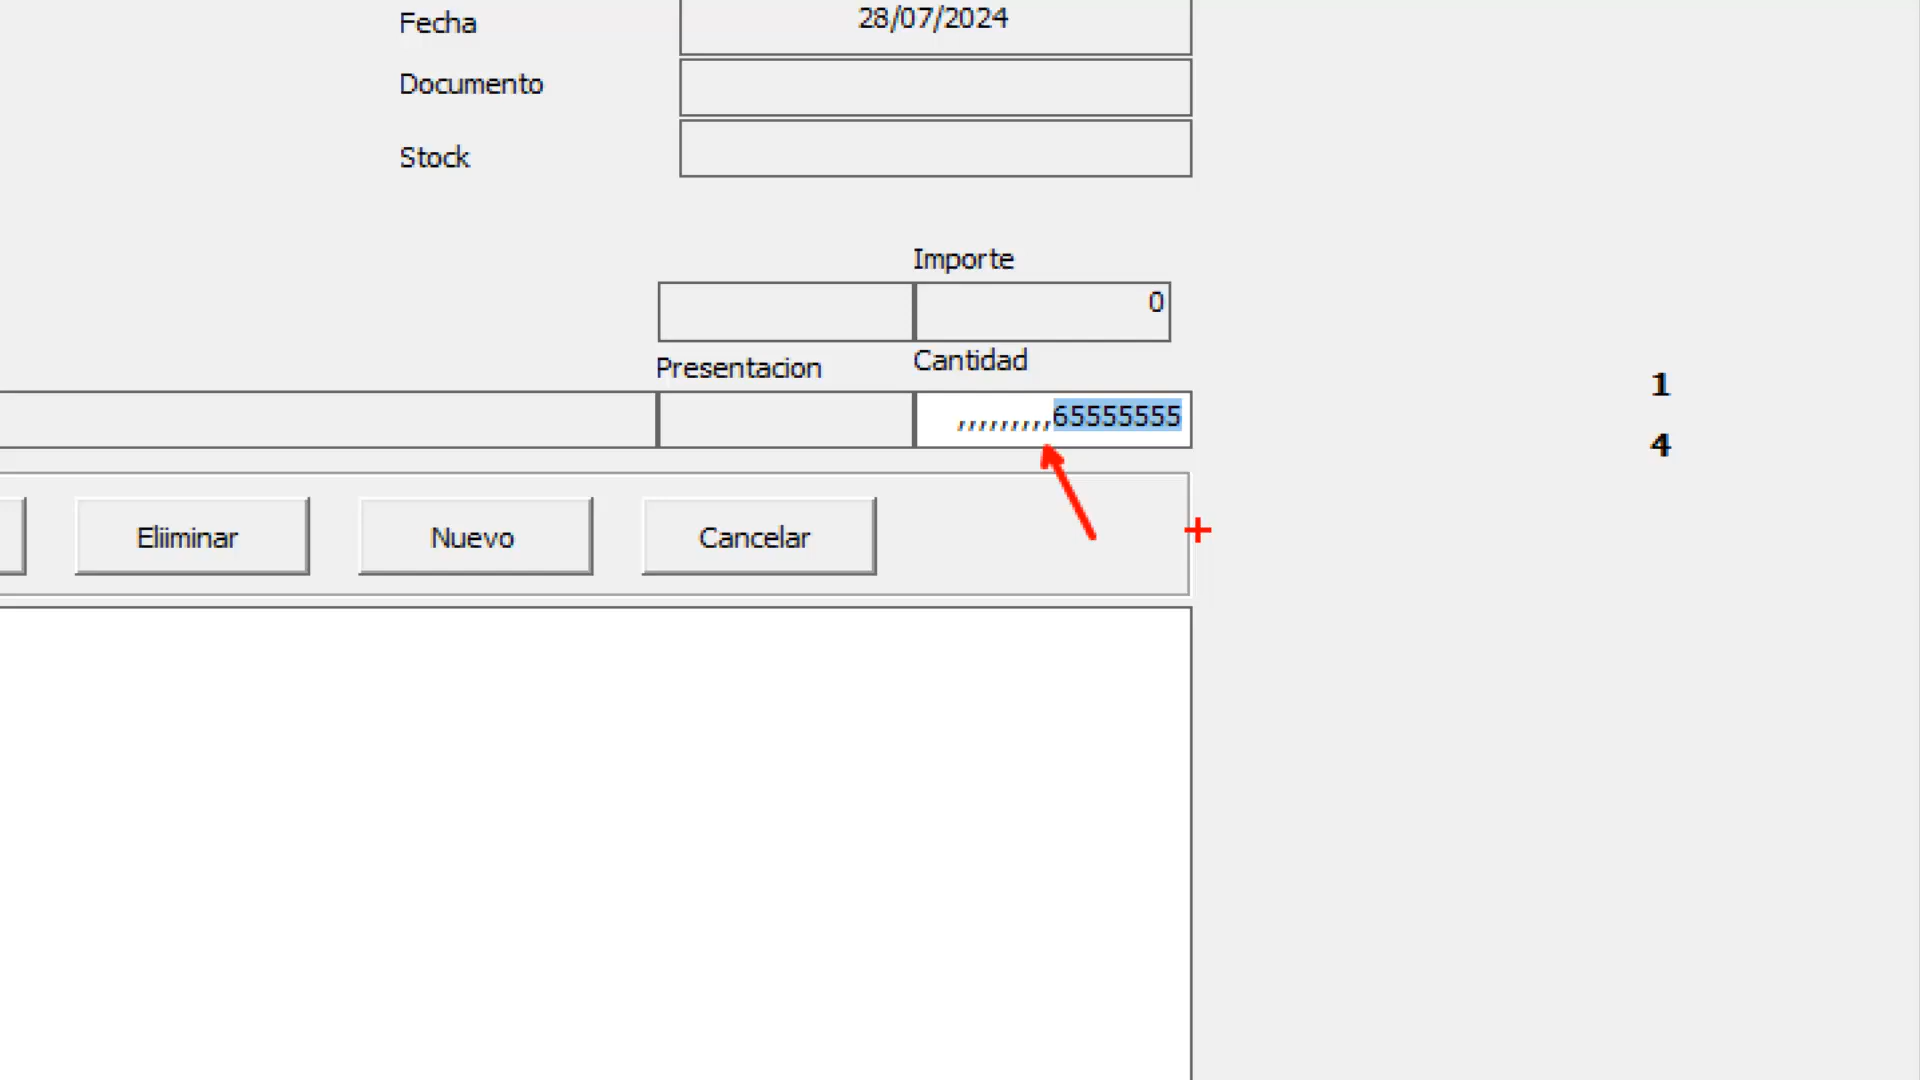 Fecha 28/07/2024
Documento
Stock
Importe
0
Presentacion Cantidad
1
,,,,,,,,,65555555
4
Eliiminar Nuevo Cancelar